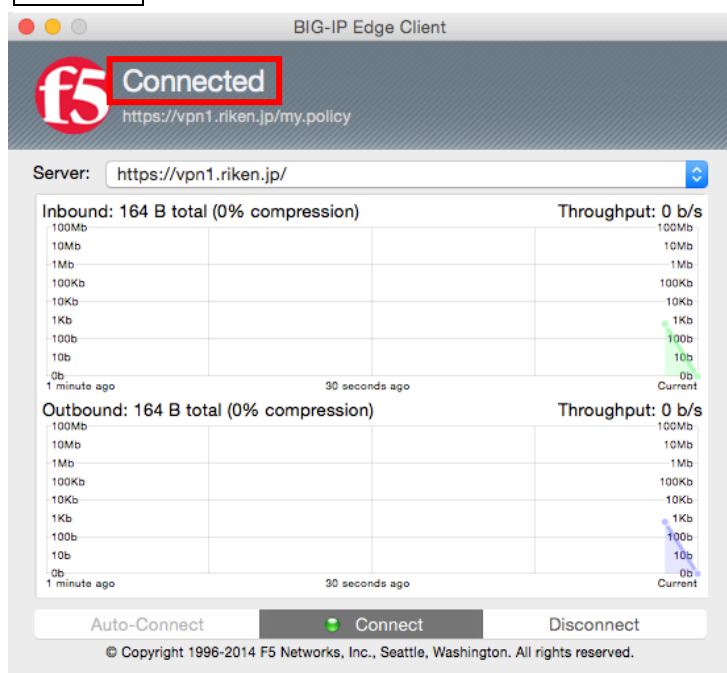 BIG-IP Edge Client
f5
Connected
https://vpn1.riken.jp/my.policy
Server: https://vpn1.riken.jp/
Inbound: 164 B total (0% compression) Throughput: 0 b/s
100Mb 100Mb
10Mb 10Mb
1Mb 1Mb
100Kb 100Kb
10Kb 10Kb
1Kb 1Kb
100b 100b
10b 10b
0b 0b
1 minute ago 30 seconds ago Current
Outbound: 164 B total (0% compression) Throughput: 0 b/s
100Mb 100Mb
10Mb 10Mb
1Mb 1Mb
100Kb 100Kb
10Kb 10Kb
1Kb 1Kb
100b 100b
10b 10b
0b 0b
1 minute ago 30 seconds ago Current
Auto-Connect Connect Disconnect
© Copyright 1996-2014 F5 Networks, Inc., Seattle, Washington. All rights reserved.